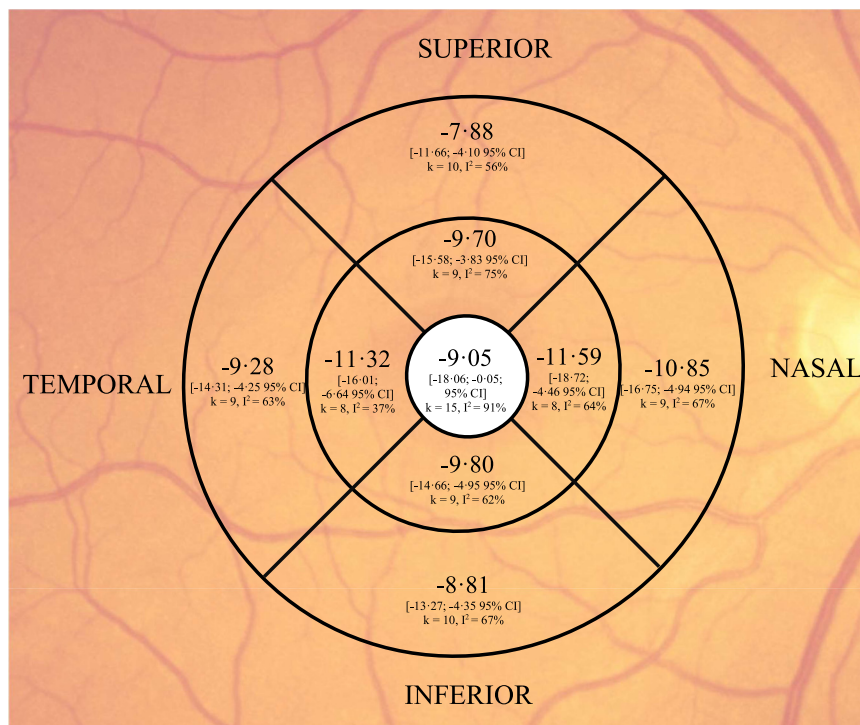 SUPERIOR
-7·88
[-11·66; -4·10 95% CI]
k = 10, I² = 56%
-9·70
[-15·58; -3·83 95% CI]
k = 9, I² = 75%
TEMPORAL
-9·28
[-14·31; -4·25 95% CI]
k = 9, I² = 63%
-11·32
[-16·01;
-6·64 95% CI]
k = 8, I² = 37%
-9·05
[-18·06; -0·05;
95% CI]
k = 15, I² = 91%
-11·59
[-18·72;
-4·46 95% CI]
k = 8, I² = 64%
-10·85
[-16·75; -4·94 95% CI]
k = 9, I² = 67%
NASAL
-9·80
[-14·66; -4·95 95% CI]
k = 9, I² = 62%
-8·81
[-13·27; -4·35 95% CI]
k = 10, I² = 67%
INFERIOR